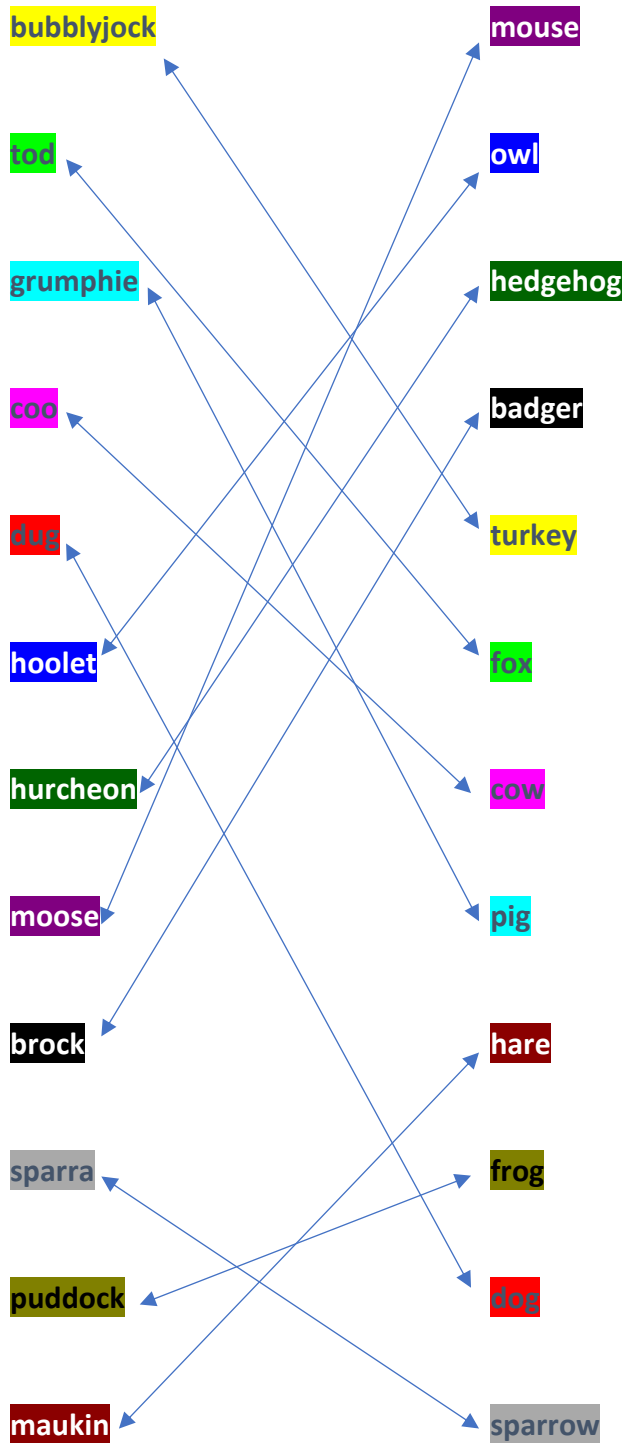 bubblyjock mouse
tod owl
grumphie hedgehog
coo badger
dug turkey
hoolet fox
hurcheon cow
moose pig
brock hare
sparra frog
puddock dog
maukin sparrow